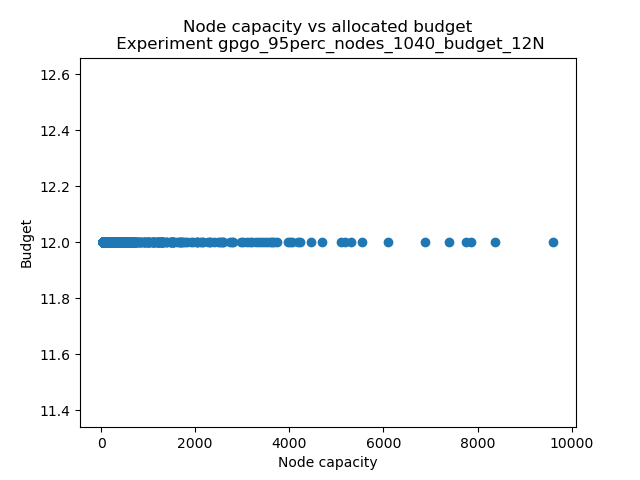 Node capacity vs allocated budget
Experiment gpgo_95perc_nodes_1040_budget_12N
12.6
12.4
12.2
12.0
11.8
11.6
11.4
Budget
0 2000 4000 6000 8000 10000
Node capacity